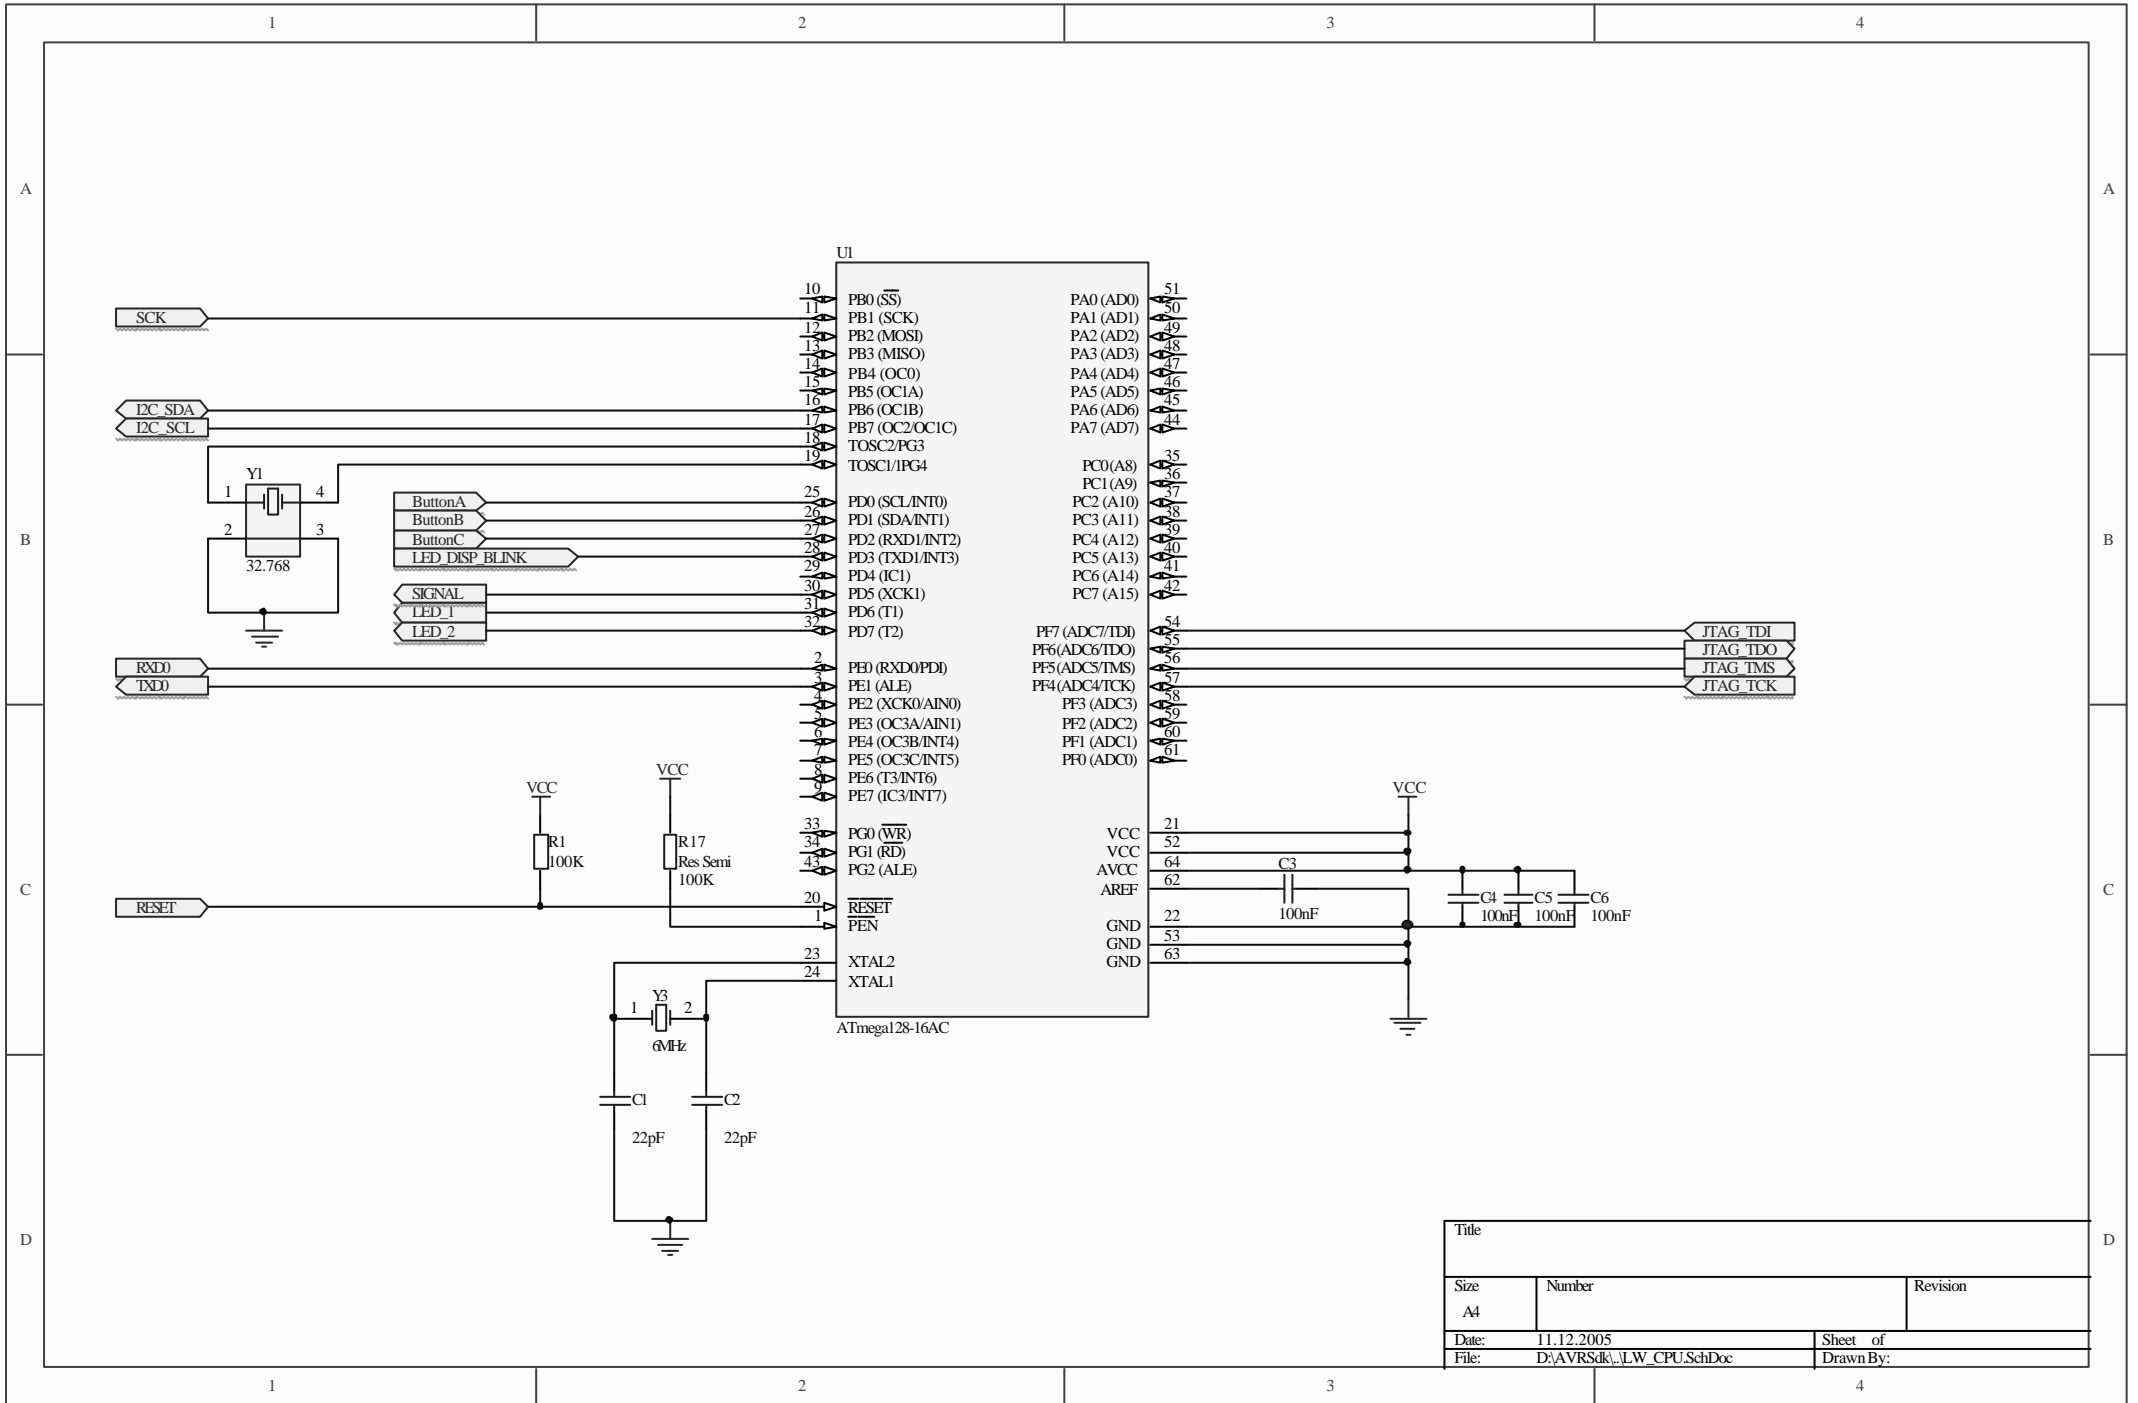 1 2 3 4
A A
B B
C C
D D
U1
10 PB0 (SS)
SCK 11 PB1 (SCK)
12 PB2 (MOSI)
13 PB3 (MISO)
14 PB4 (OC0)
15 PB5 (OC1A)
I2C_SDA 16 PB6 (OC1B)
I2C_SCL 17 PB7 (OC2/OC1C)
18 TOSC2/PG3
19 TOSC1/1PG4
Y1
1 4
2 3
32.768
ButtonA 25 PD0 (SCL/INT0)
ButtonB 26 PD1 (SDA/INT1)
ButtonC 27 PD2 (RXD1/INT2)
LED_DISP_BLINK 28 PD3 (TXD1/INT3)
29 PD4 (IC1)
SIGNAL 30 PD5 (XCK1)
LED_1 31 PD6 (T1)
LED_2 32 PD7 (T2)
RXD0 2 PE0 (RXD0/PDI)
TXD0 3 PE1 (ALE)
4 PE2 (XCK0/AIN0)
5 PE3 (OC3A/AIN1)
6 PE4 (OC3B/INT4)
7 PE5 (OC3C/INT5)
8 PE6 (T3/INT6)
9 PE7 (IC3/INT7)
33 PG0 (WR)
34 PG1 (RD)
43 PG2 (ALE)
VCC
R1
100K
VCC
R17
Res Semi
100K
RESET 20 RESET
1 PEN
23 XTAL2
24 XTAL1
Y3
1 2
6MHz
C1
22pF
C2
22pF
ATmega128-16AC
PA0 (AD0) 51
PA1 (AD1) 50
PA2 (AD2) 49
PA3 (AD3) 48
PA4 (AD4) 47
PA5 (AD5) 46
PA6 (AD6) 45
PA7 (AD7) 44
PC0 (A8) 35
PC1 (A9) 36
PC2 (A10) 37
PC3 (A11) 38
PC4 (A12) 39
PC5 (A13) 40
PC6 (A14) 41
PC7 (A15) 42
PF7 (ADC7/TDI) 54 JTAG_TDI
PF6 (ADC6/TDO) 55 JTAG_TDO
PF5 (ADC5/TMS) 56 JTAG_TMS
PF4 (ADC4/TCK) 57 JTAG_TCK
PF3 (ADC3) 58
PF2 (ADC2) 59
PF1 (ADC1) 60
PF0 (ADC0) 61
VCC
VCC 21
VCC 52
AVCC 64
AREF 62
C3
100nF
C4
100nF
C5
100nF
C6
100nF
GND 22
GND 53
GND 63
Title
Size Number Revision
A4
Date: 11.12.2005 Sheet of
File: D:\AVRSdk\..\LW_CPU.SchDoc Drawn By:
1 2 3 4